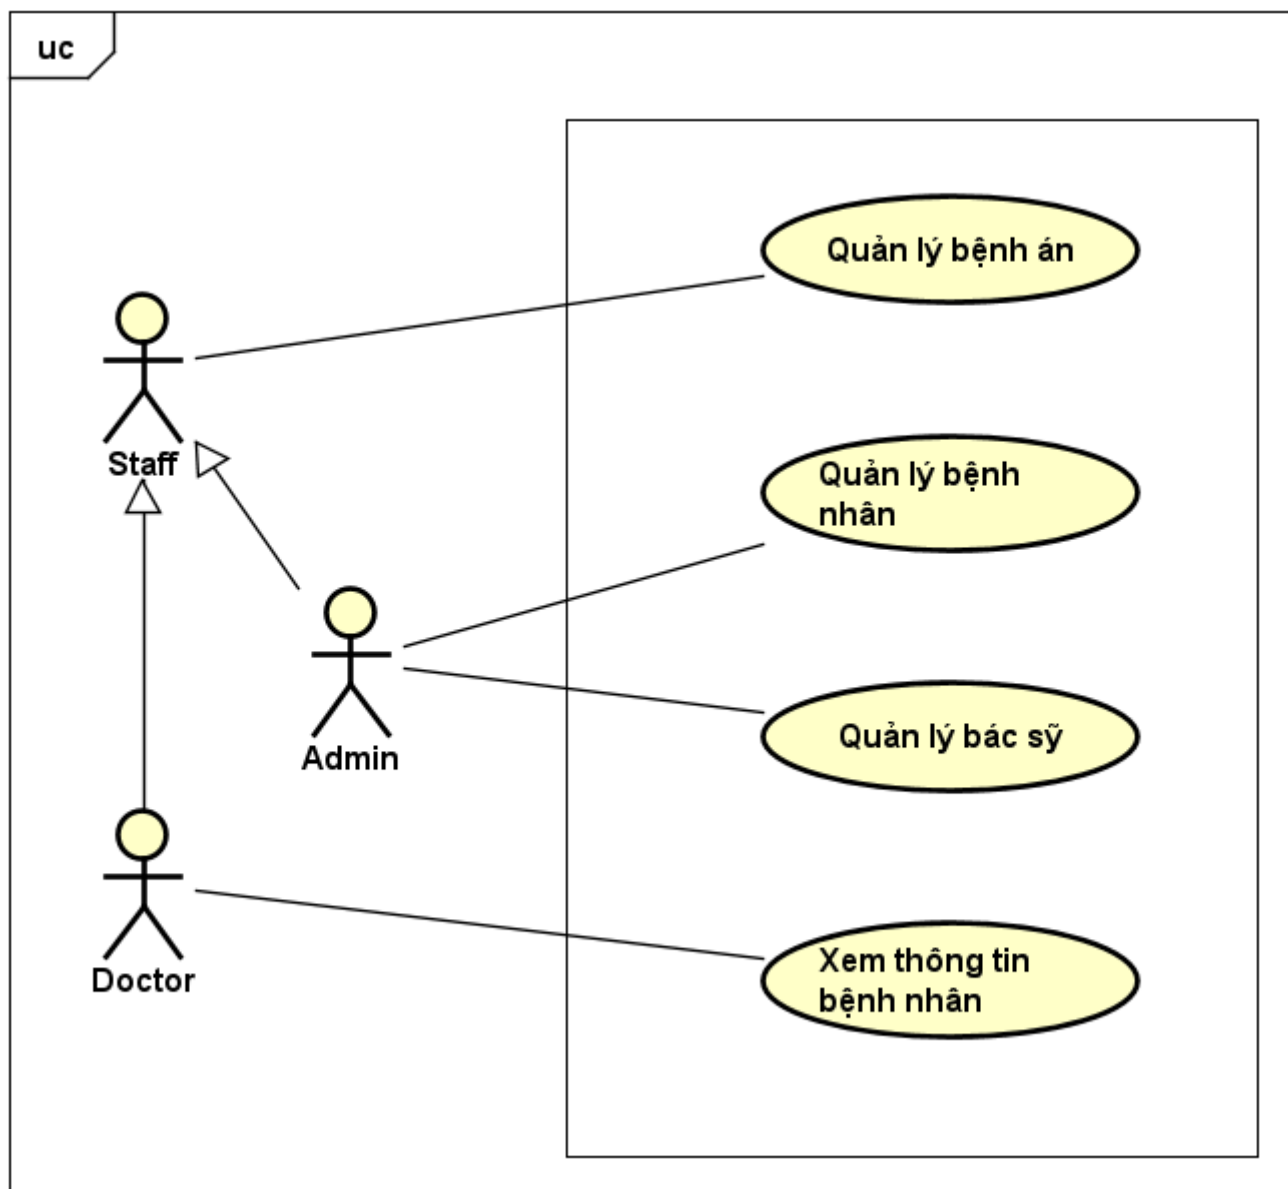 uc
Quản lý bệnh án
Staff
Quản lý bệnh
nhân
Admin
Quản lý bác sỹ
Doctor
Xem thông tin
bệnh nhân